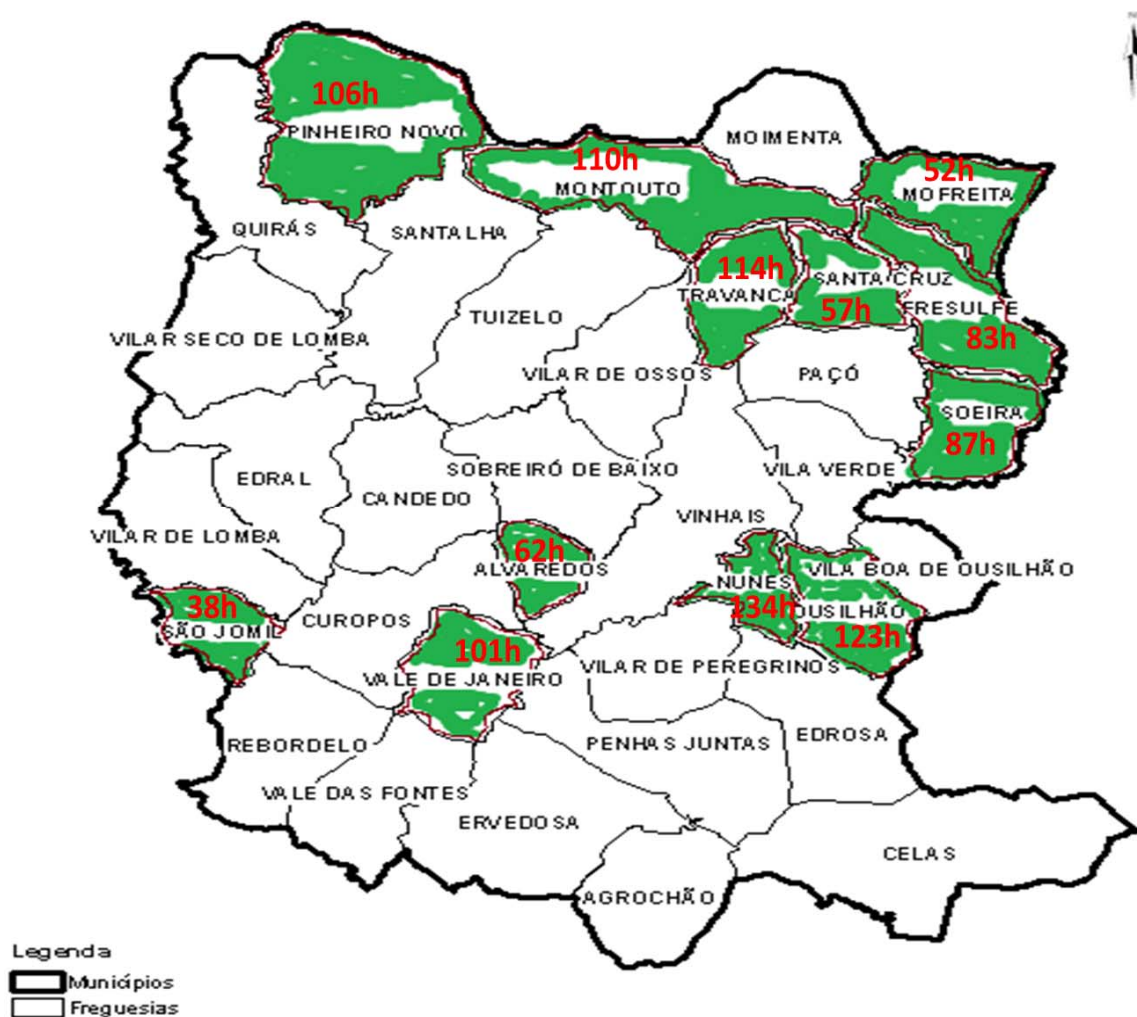 106h
PINHEIRO NOVO
MOIMENTA
110h
MONTOUTO
52h
MOFREITA
QUIRÁS
SANTALHA
114h
TRAVANCA
SANTA CRUZ
57h
FRESULFE
83h
TUIZELO
VILAR SECO DE LOMBA
VILAR DE OSSOS
PAÇÓ
SOEIRA
87h
EDRAL
CANDEDO
SOBREIRÓ DE BAIXO
VILA VERDE
VILAR DE LOMBA
VINHAIS
62h
ALVAREDOS
NUNES
134h
VILA BOA DE OUSILHÃO
OUSILHÃO
123h
38h
SÃO JOMIL
CUROPOS
101h
VALE DE JANEIRO
VILAR DE PEREGRINOS
REBORDELO
PENHAS JUNTAS
EDROSA
VALE DAS FONTES
ERVEDOSA
CELAS
AGROCHÃO
Legenda
Municípios
Freguesias